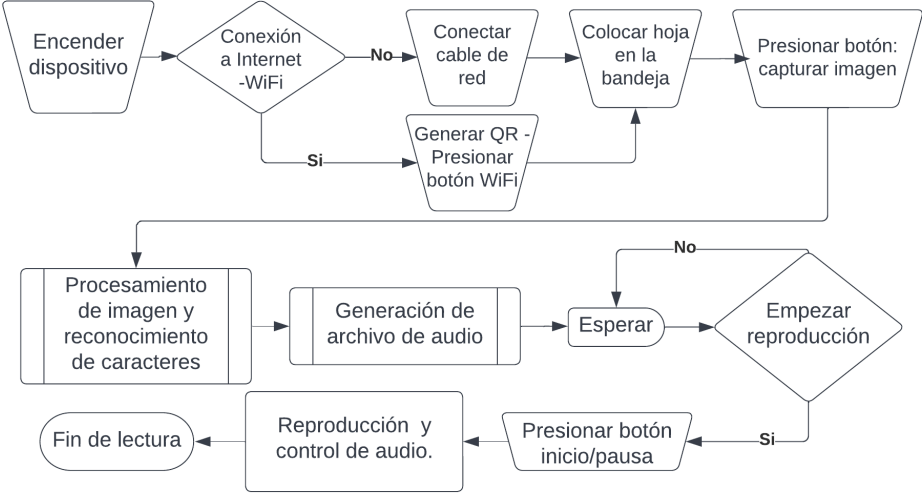 Encender
dispositivo
Conexión
a Internet
-WiFi
No
Conectar
cable de
red
Colocar hoja
en la
bandeja
Presionar botón:
capturar imagen
Si
Generar QR -
Presionar
botón WiFi
Procesamiento
de imagen y
reconocimiento
de caracteres
Generación de
archivo de audio
Esperar
No
Empezar
reproducción
Si
Presionar botón
inicio/pausa
Reproducción y
control de audio.
Fin de lectura